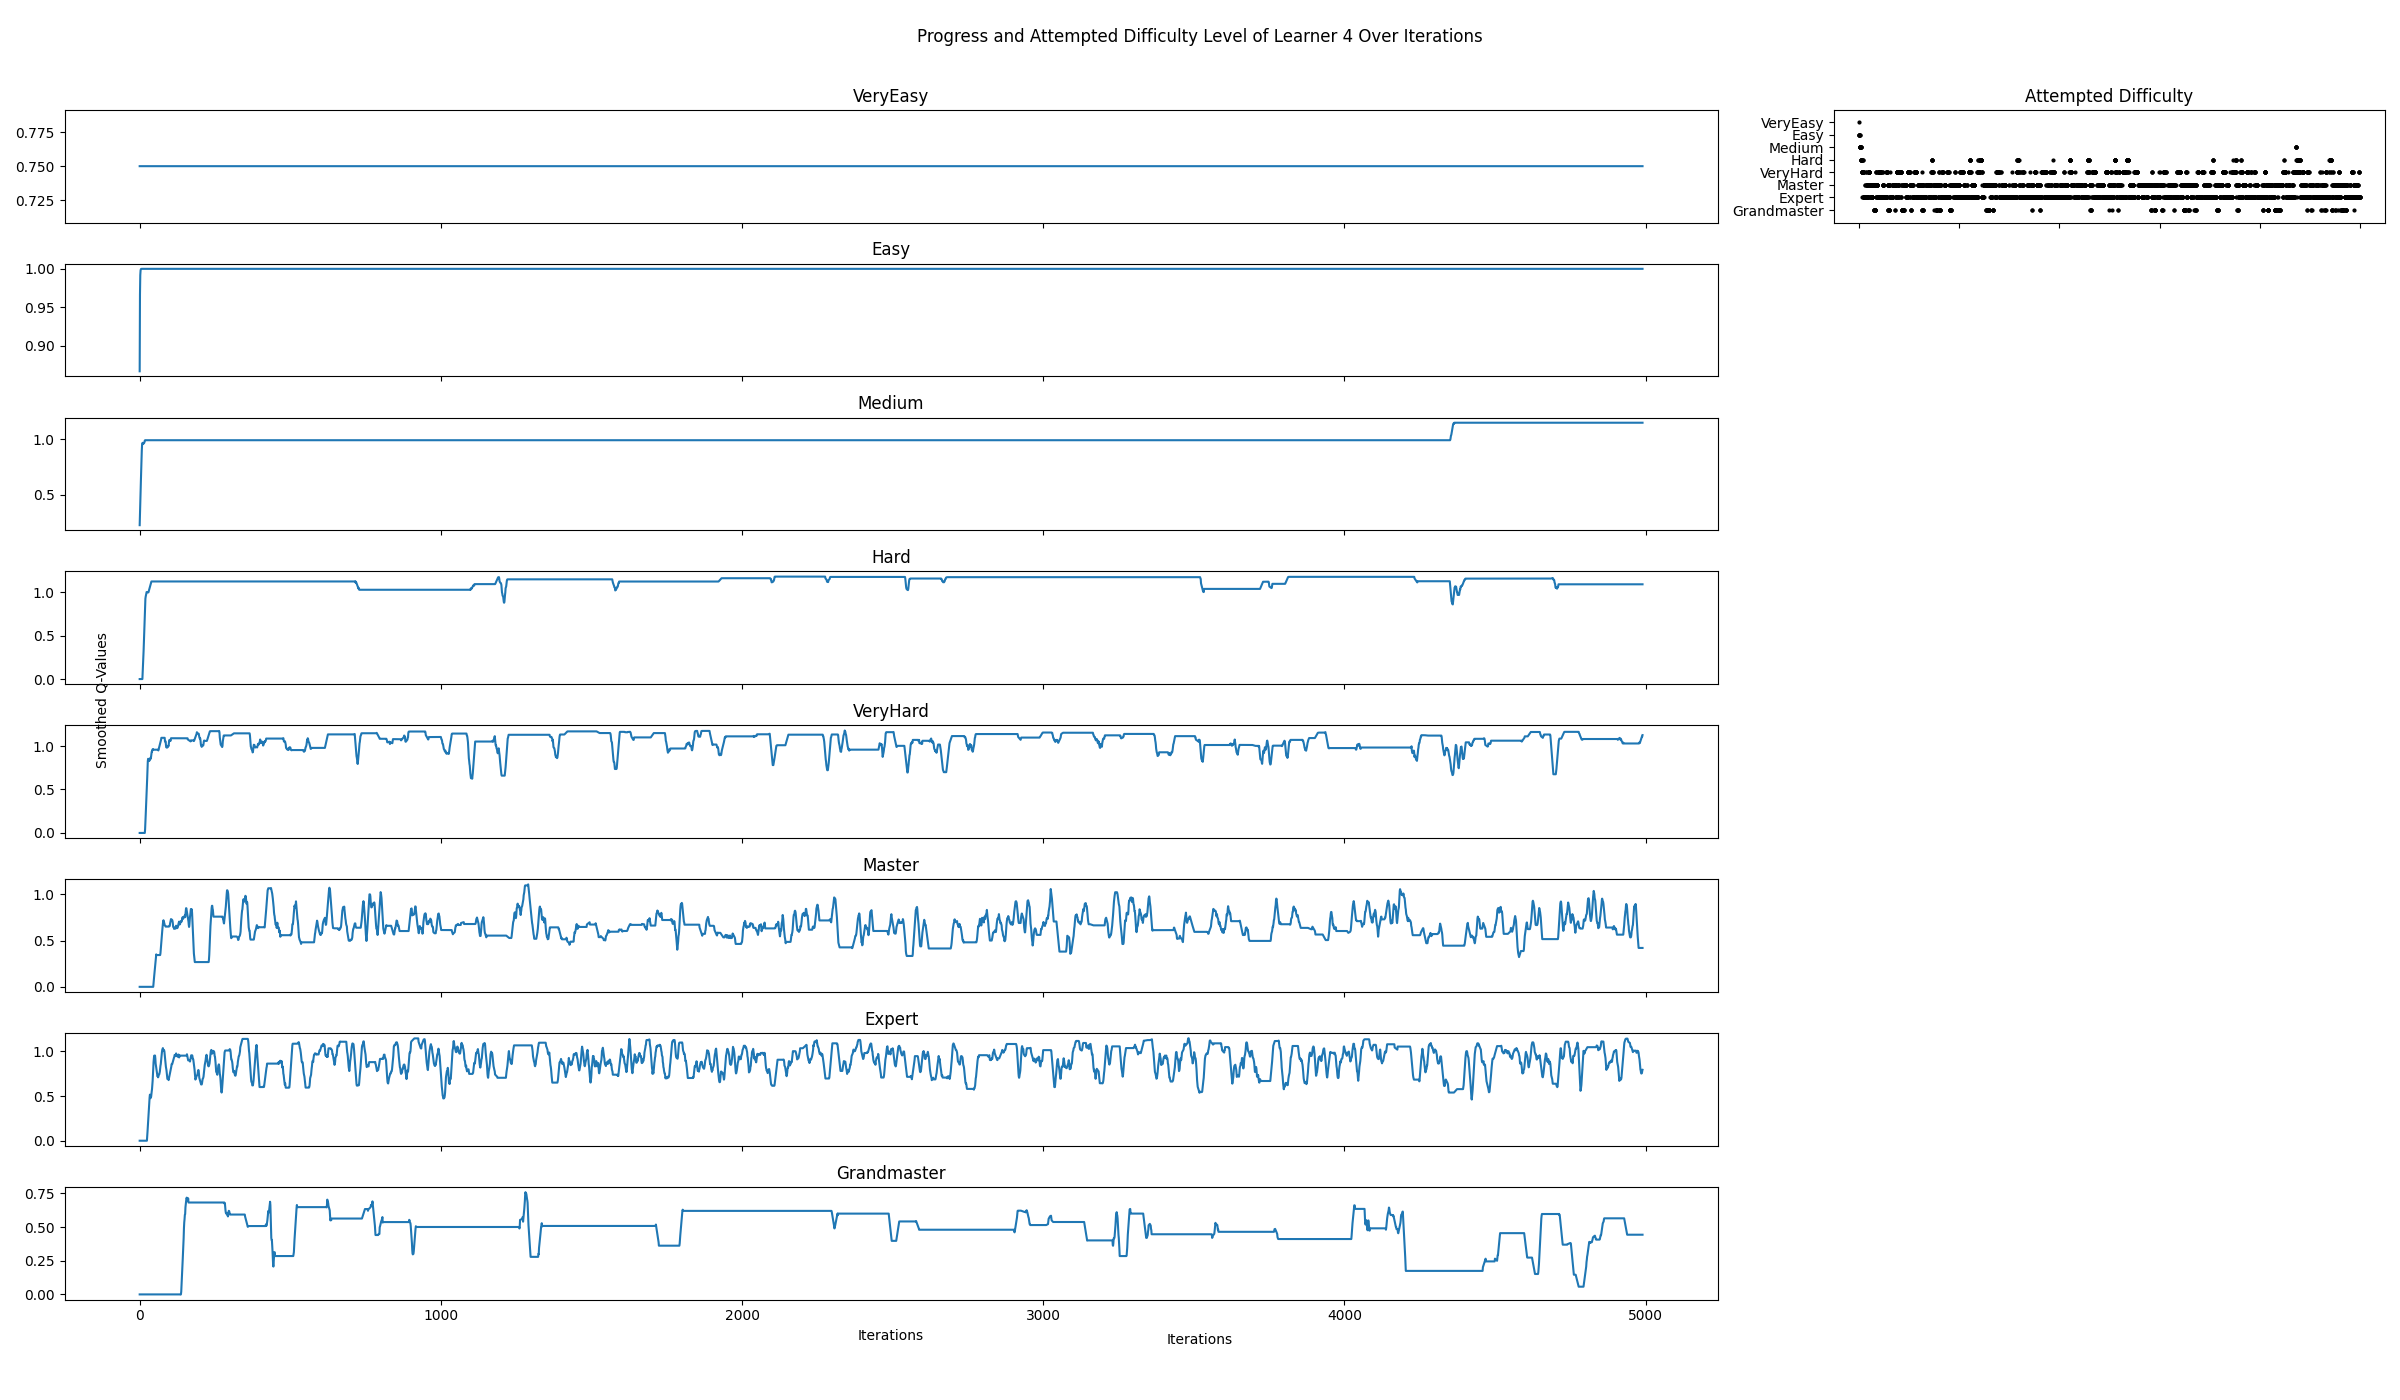 Progress and Attempted Difficulty Level of Learner 4 Over Iterations
VeryEasy
0.775
0.750
0.725
Easy
1.00
0.95
0.90
Medium
1.0
0.5
Hard
1.0
0.5
0.0
Smoothed Q-Values
VeryHard
1.0
0.5
0.0
Master
1.0
0.5
0.0
Expert
1.0
0.5
0.0
Grandmaster
0.75
0.50
0.25
0.00
0 1000 2000 3000 4000 5000
Iterations
Iterations
Attempted Difficulty
VeryEasy
Easy
Medium
Hard
VeryHard
Master
Expert
Grandmaster